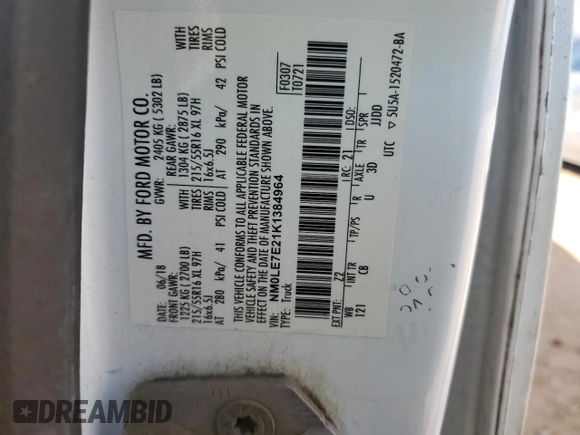 MFD. BY FORD MOTOR CO.
DATE: 06/18 GVWR: 2405 KG ( 5302 LB)
FRONT GAWR: REAR GAWR:
1225 KG ( 2700 LB) WITH 1304 KG ( 2875 LB) WITH
215/55R16 XL 97H TIRES 215/55R16 XL 97H TIRES
16x6.5J RIMS 16x6.5J RIMS
AT 280 kPa/ 41 PSI COLD AT 290 kPa/ 42 PSI COLD
THIS VEHICLE CONFORMS TO ALL APPLICABLE FEDERAL MOTOR
VEHICLE SAFETY AND THEFT PREVENTION STANDARDS IN
EFFECT ON THE DATE OF MANUFACTURE SHOWN ABOVE.
VIN: NM0LE7E21K1384964 F0307
TYPE: Truck T0721
EXT PNT: Z2 RC: 21 DSO:
WB INT TR TP/PS R AXLE TR SPR
121 CB U 3D JJDD
UTC ▽ 5U5A-1520472-BA
DREAMBID